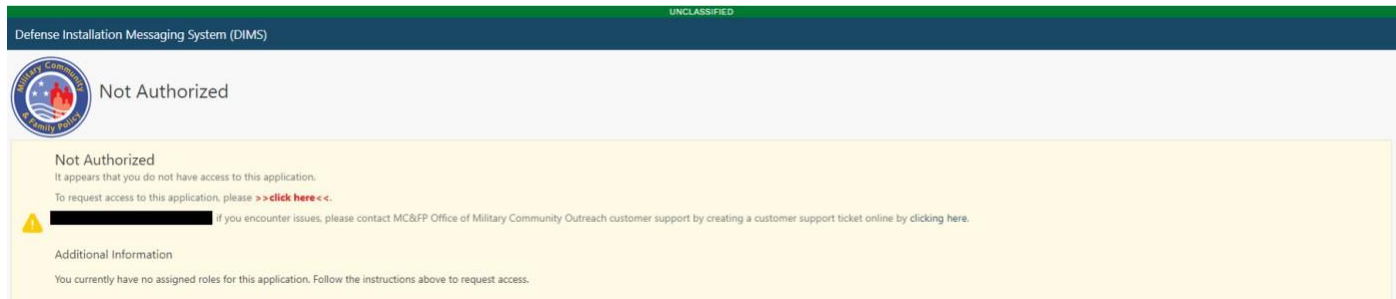 UNCLASSIFIED
Defense Installation Messaging System (DIMS)
Military Community
& Family Policy
Not Authorized
Not Authorized
It appears that you do not have access to this application.
To request access to this application, please >>click here<<.
if you encounter issues, please contact MC&FP Office of Military Community Outreach customer support by creating a customer support ticket online by clicking here.
Additional Information
You currently have no assigned roles for this application. Follow the instructions above to request access.